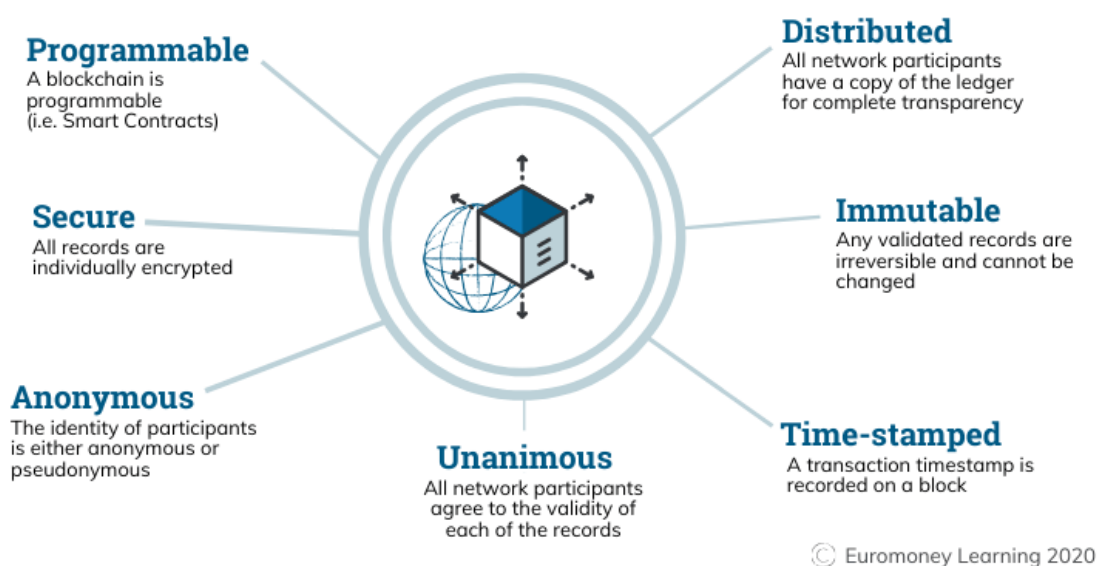 Programmable
A blockchain is
programmable
(i.e. Smart Contracts)
Distributed
All network participants
have a copy of the ledger
for complete transparency
Secure
All records are
individually encrypted
Immutable
Any validated records are
irreversible and cannot be
changed
Anonymous
The identity of participants
is either anonymous or
pseudonymous
Unanimous
All network participants
agree to the validity of
each of the records
Time-stamped
A transaction timestamp is
recorded on a block
© Euromoney Learning 2020